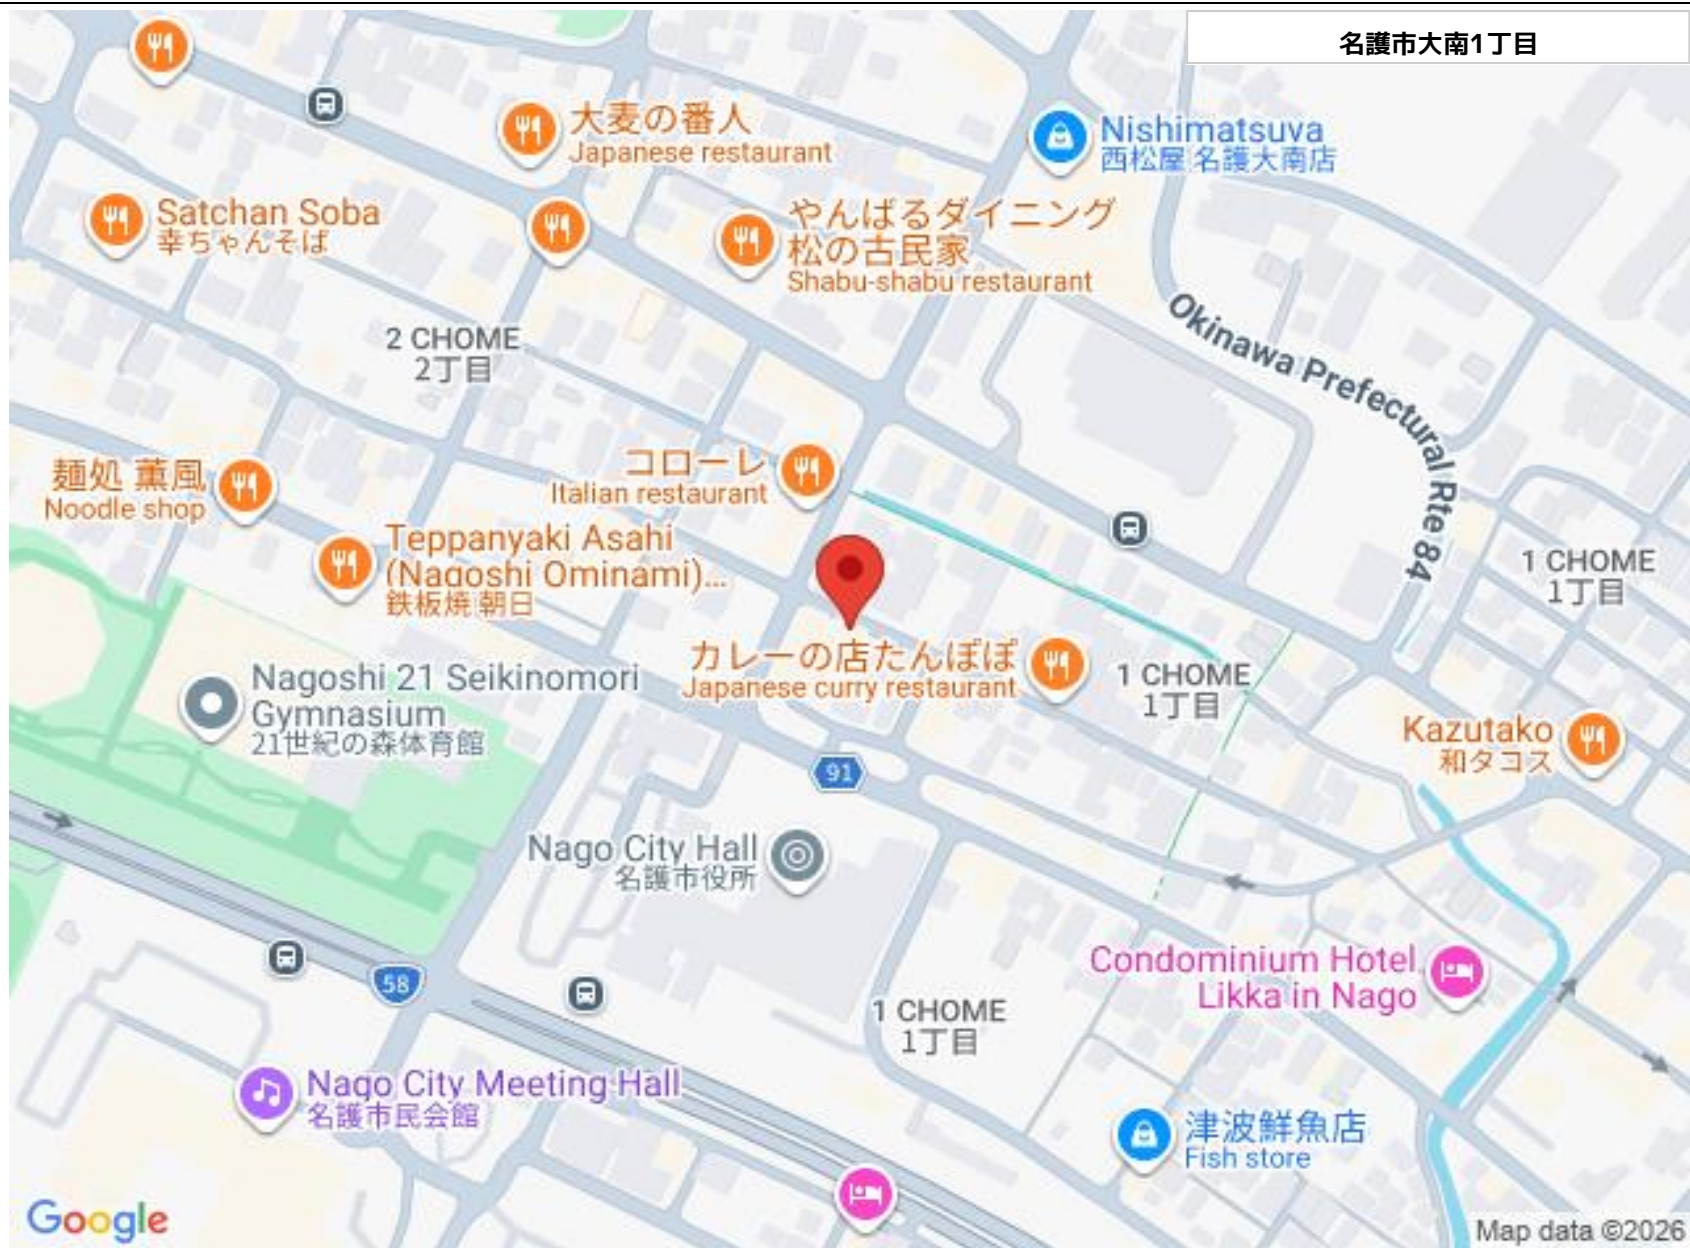 名護市大南1丁目
大麦の番人
Japanese restaurant
Nishimatsuya
西松屋 名護大南店
Satchan Soba
幸ちゃんそば
やんばるダイニング
松の古民家
Shabu-shabu restaurant
Okinawa Prefectural Rte 84
2 CHOME
2丁目
コローレ
Italian restaurant
麺処 薫風
Noodle shop
Teppanyaki Asahi
(Nagoshi Ominami)...
鉄板焼 朝日
1 CHOME
1丁目
カレーの店たんぽぽ
Japanese curry restaurant
1 CHOME
1丁目
Nagoshi 21 Seikinomori
Gymnasium
21世紀の森体育館
Kazutako
和タコス
91
Nago City Hall
名護市役所
58
Condominium Hotel
Likka in Nago
1 CHOME
1丁目
Nago City Meeting Hall
名護市民会館
津波鮮魚店
Fish store
Google
Map data ©2026